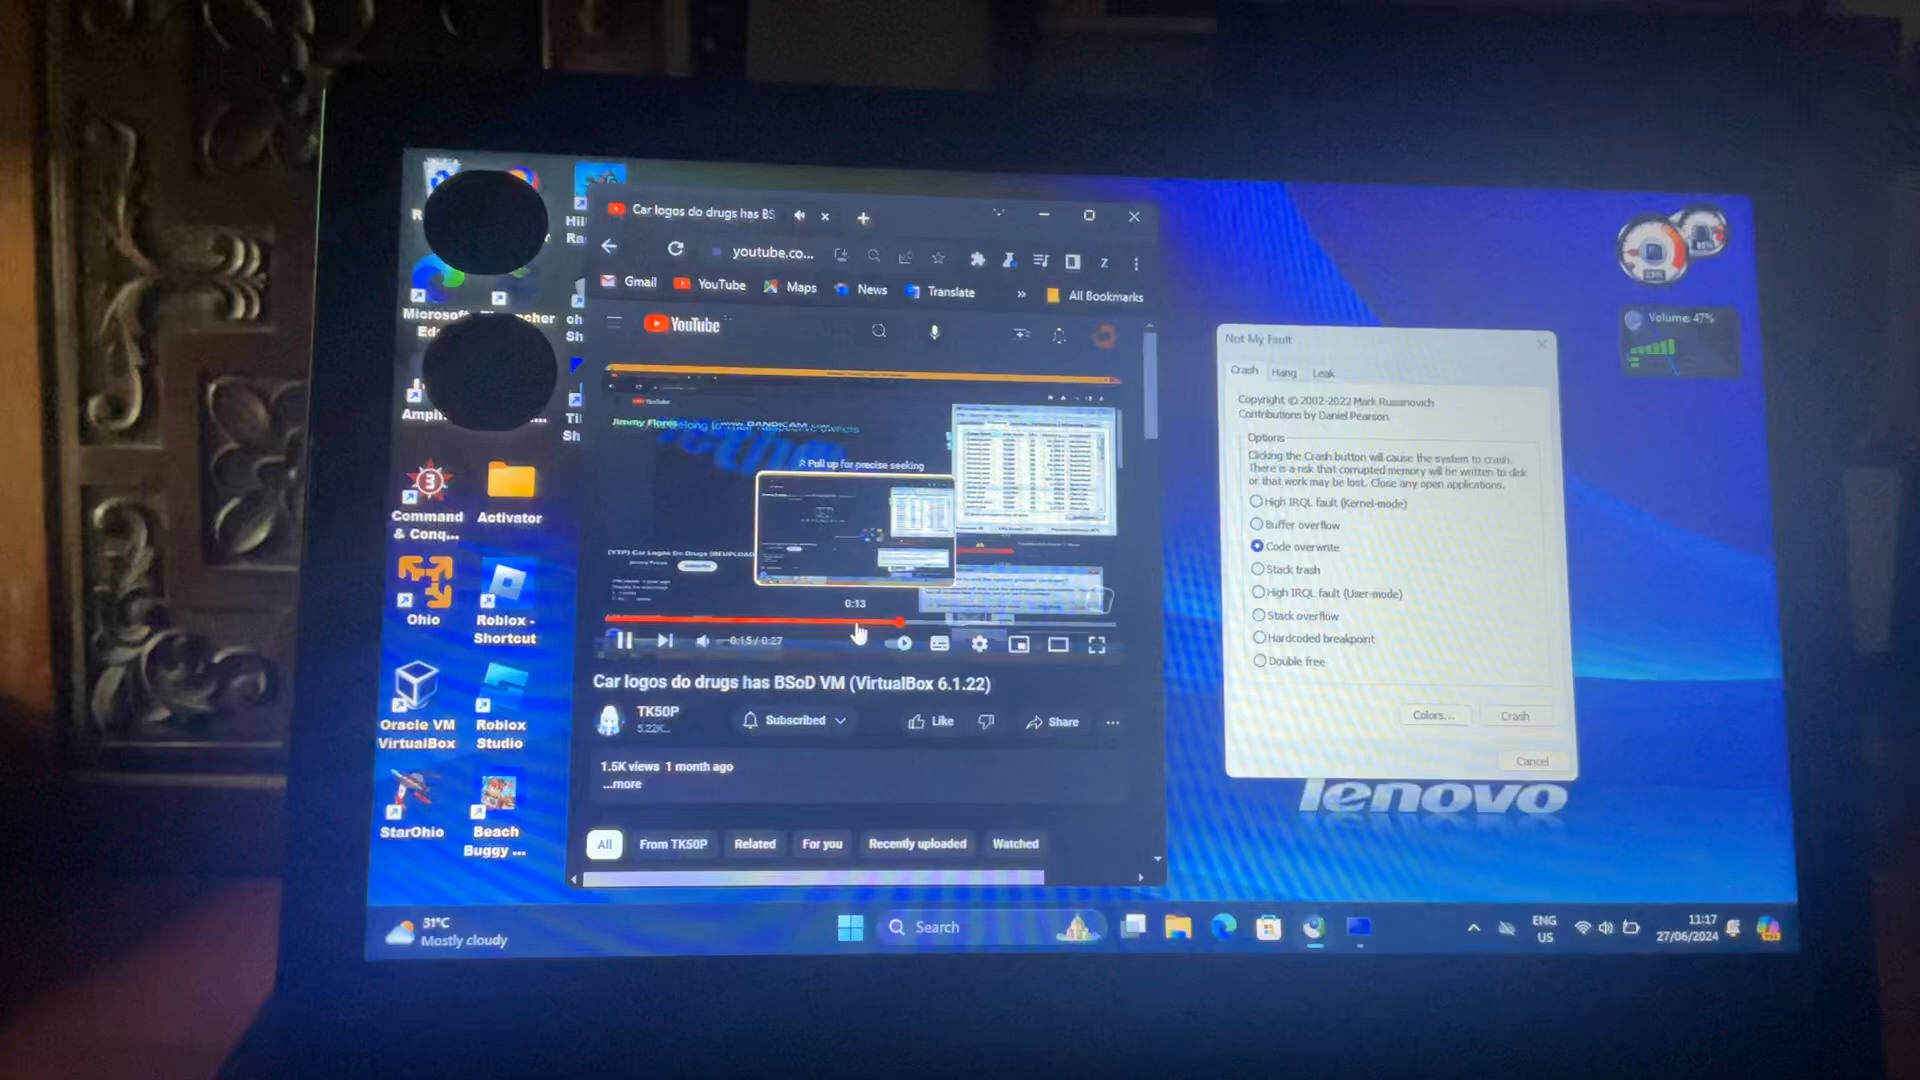 Car logos do drugs has BS
youtube.co...
Gmail
YouTube
Maps
News
Translate
»
All Bookmarks
YouTube
Jimmy Flores
Pull up for precise seeking
0:13
0:15 / 0:27
Car logos do drugs has BSoD VM (VirtualBox 6.1.22)
TK50P
5.22K...
Subscribed
Like
Share
1.5K views 1 month ago
...more
All
From TK50P
Related
For you
Recently uploaded
Watched
Microsoft
Command
& Conq...
Activator
Ohio
Roblox -
Shortcut
Oracle VM
VirtualBox
Roblox
Studio
StarOhio
Beach
Buggy ...
Volume: 47%
Not My Fault
Crash
Hang
Leak
Copyright © 2002-2022 Mark Russinovich
Contributions by Daniel Pearson
Options
Clicking the Crash button will cause the system to crash.
There is a risk that corrupted memory will be written to disk
or that work may be lost. Close any open applications.
High IRQL fault (Kernel-mode)
Buffer overflow
Code overwrite
Stack trash
High IRQL fault (User-mode)
Stack overflow
Hardcoded breakpoint
Double free
Colors...
Crash
Cancel
lenovo
31°C
Mostly cloudy
Search
ENG
US
11:17
27/06/2024